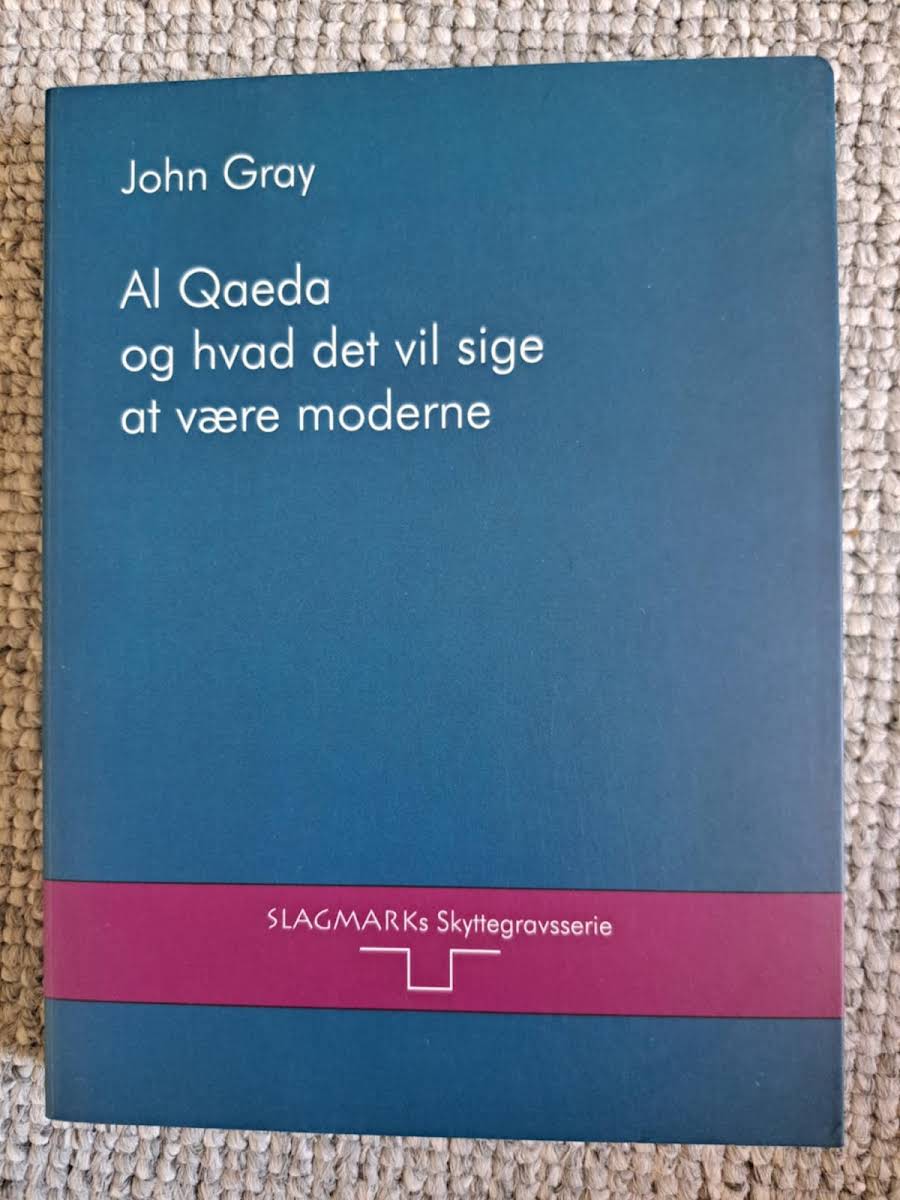 John Gray
Al Qaeda
og hvad det vil sige
at være moderne
SLAGMARKs Skyttegravsserie